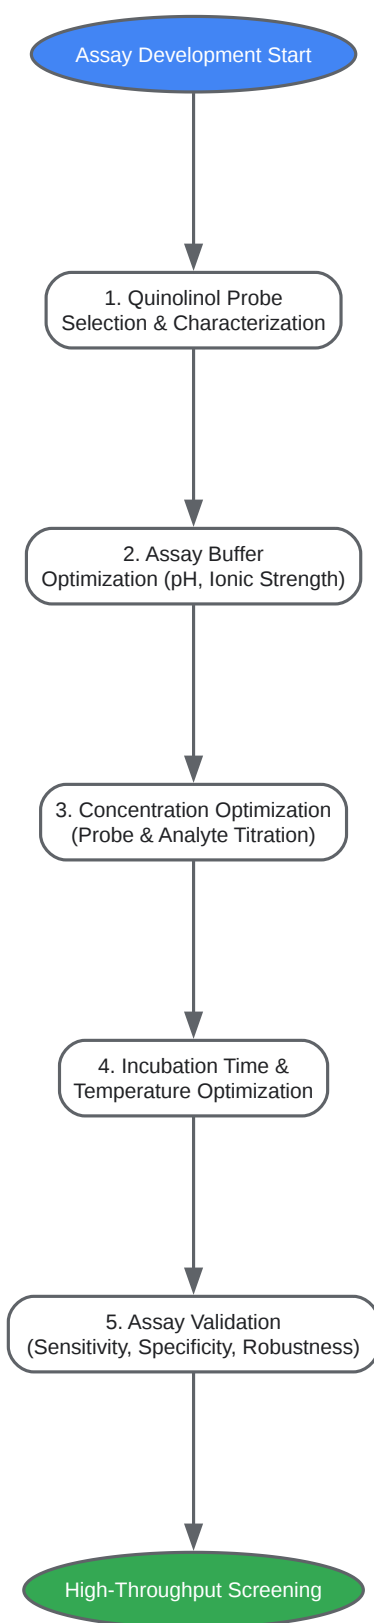 Assay Development Start
1. Quinolinol Probe
Selection & Characterization
2. Assay Buffer
Optimization (pH, Ionic Strength)
3. Concentration Optimization
(Probe & Analyte Titration)
4. Incubation Time &
Temperature Optimization
5. Assay Validation
(Sensitivity, Specificity, Robustness)
High-Throughput Screening